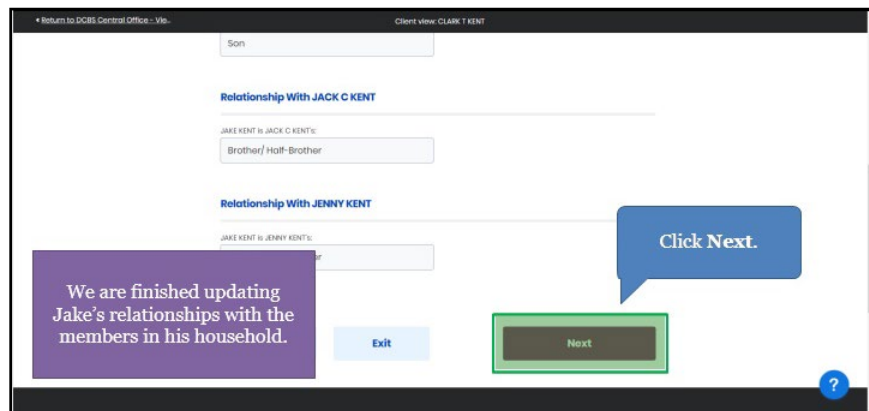 ◂ Return to DCBS Central Office - Vie...
Client view: CLARK T KENT
Son
Relationship With JACK C KENT
JAKE KENT is JACK C KENT's:
Brother/ Half-Brother
Relationship With JENNY KENT
JAKE KENT is JENNY KENT's:
Click Next.
We are finished updating
Jake's relationships with the
members in his household.
Exit
Next
?